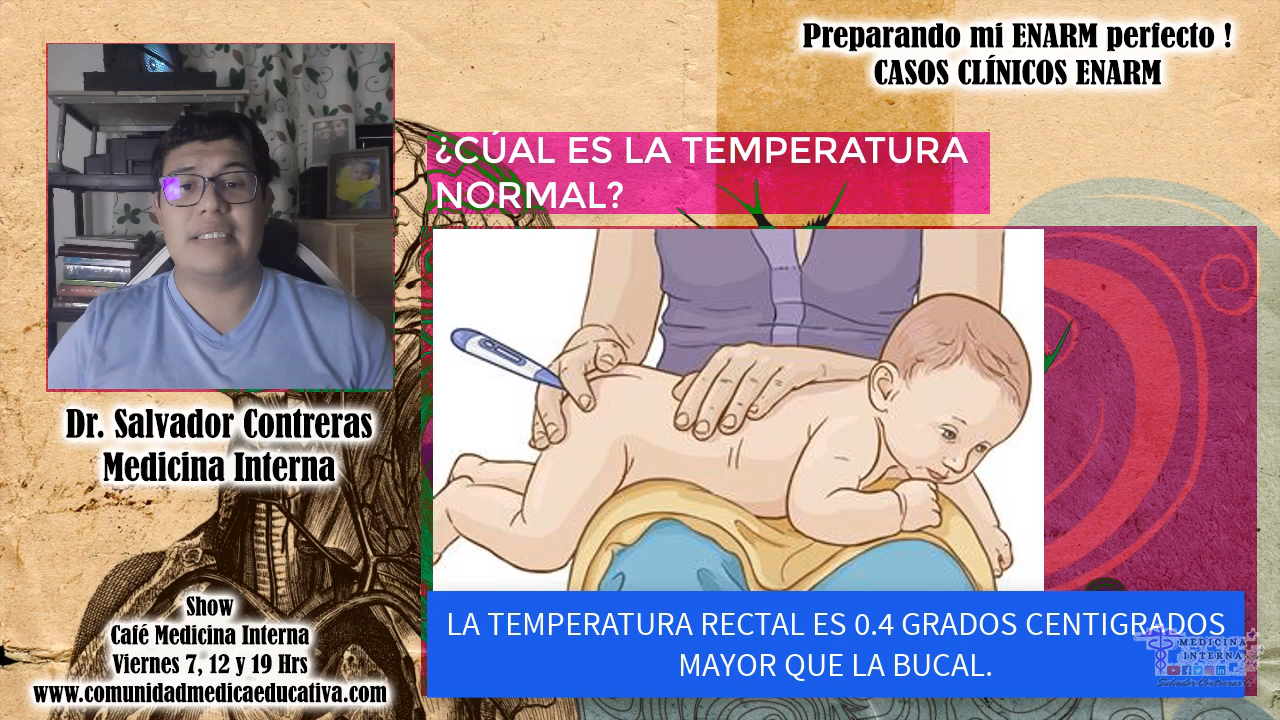 Preparando mi ENARM perfecto !
CASOS CLÍNICOS ENARM
¿CÚAL ES LA TEMPERATURA
NORMAL?
Dr. Salvador Contreras
Medicina Interna
LA TEMPERATURA RECTAL ES 0.4 GRADOS CENTIGRADOS
MAYOR QUE LA BUCAL.
Show
Café Medicina Interna
Viernes 7, 12 y 19 Hrs
www.comunidadmedicaeducativa.com
MEDICINA
INTERNA